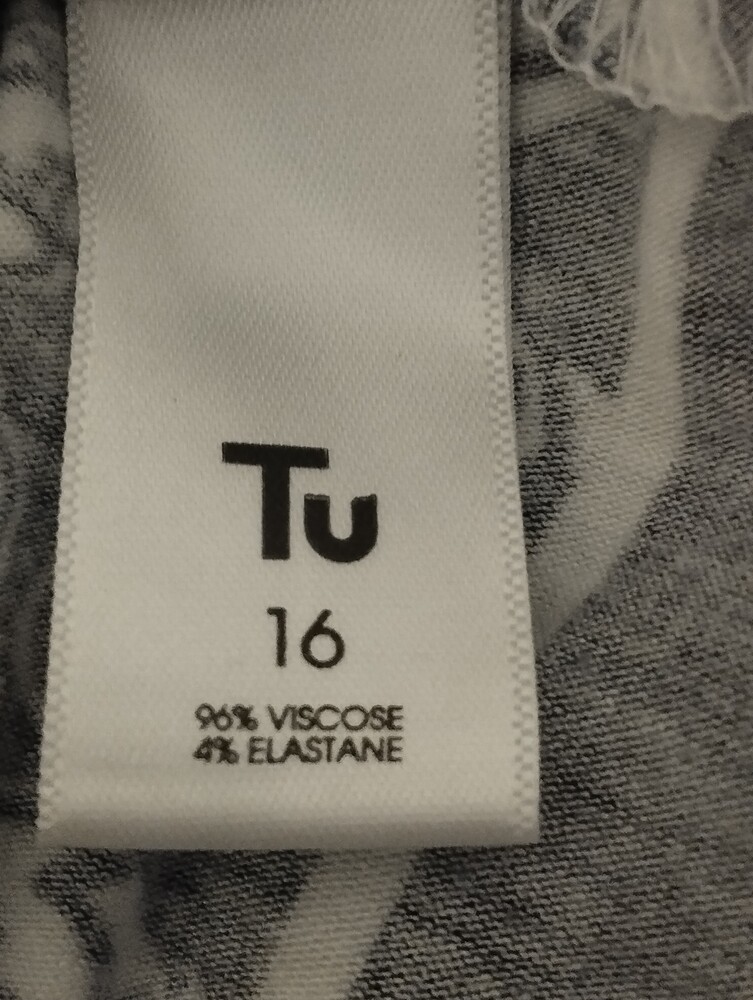 Tu
16
96% VISCOSE
4% ELASTANE